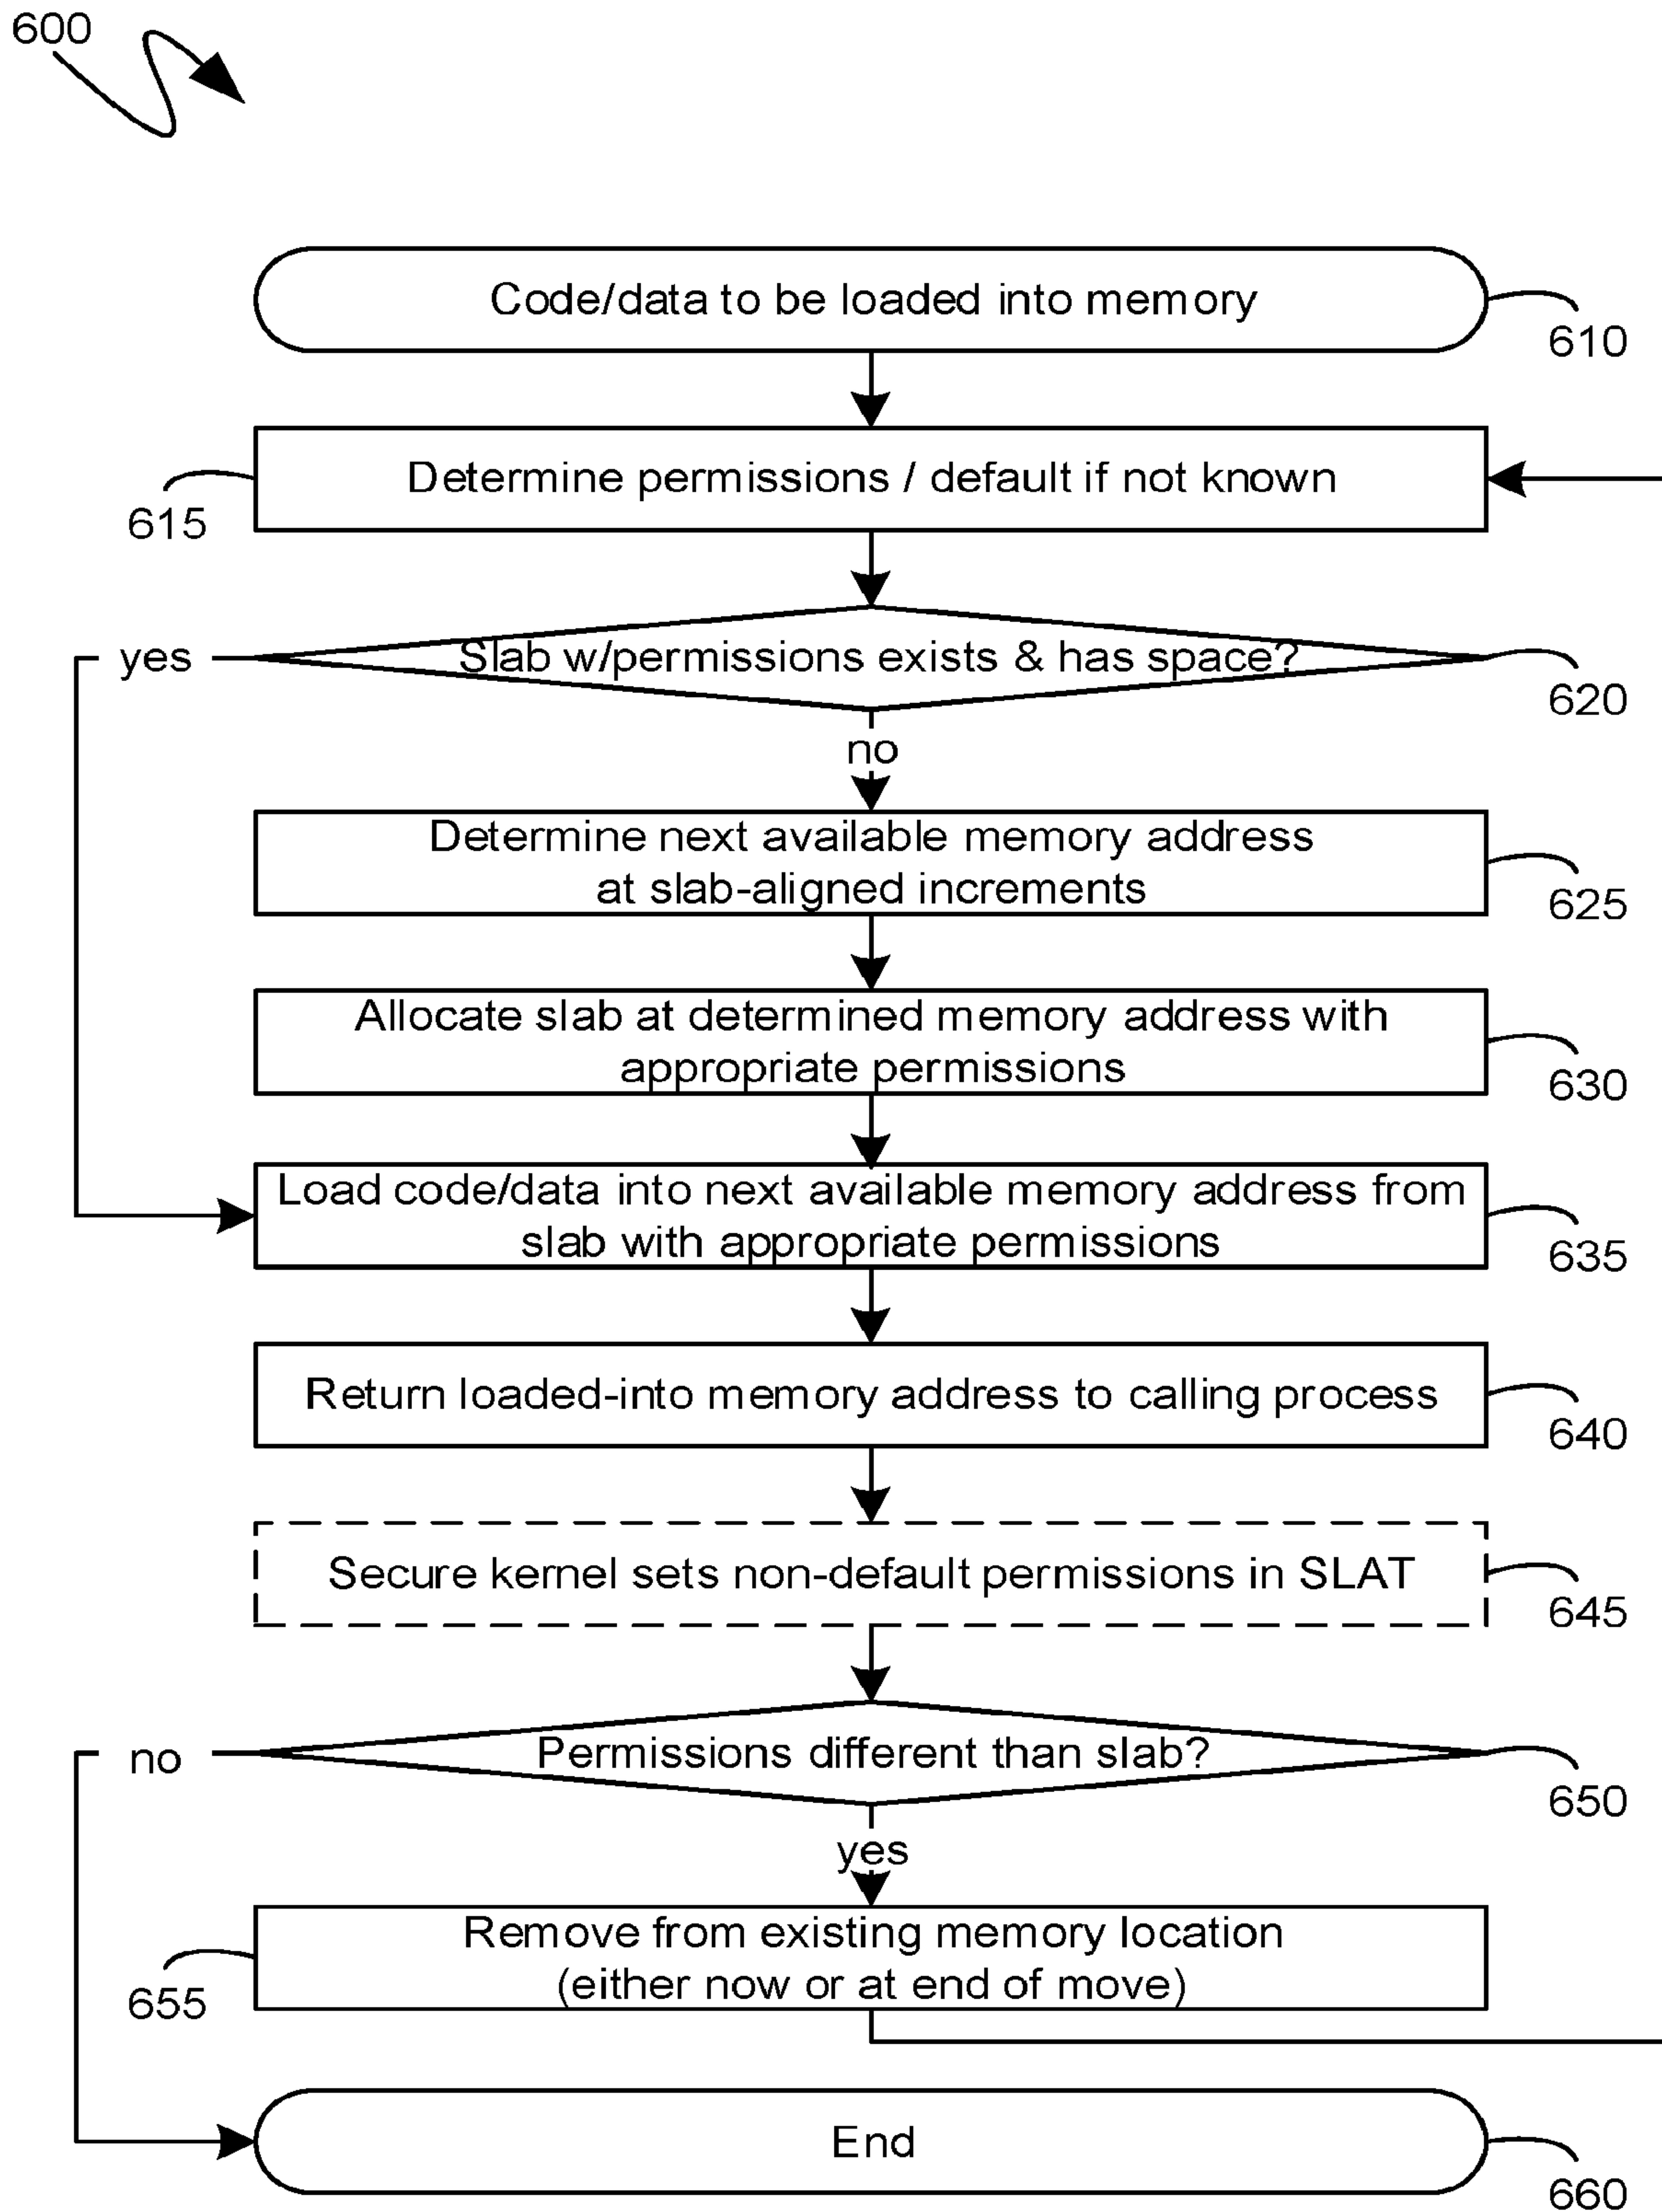 600
Code/data to be loaded into memory
610
Determine permissions / default if not known
615
Slab w/permissions exists & has space?
yes
620
no
Determine next available memory address
at slab-aligned increments
625
Allocate slab at determined memory address with
appropriate permissions
630
Load code/data into next available memory address from
slab with appropriate permissions
635
Return loaded-into memory address to calling process
640
Secure kernel sets non-default permissions in SLAT
645
no
Permissions different than slab?
650
yes
Remove from existing memory location
(either now or at end of move)
655
End
660